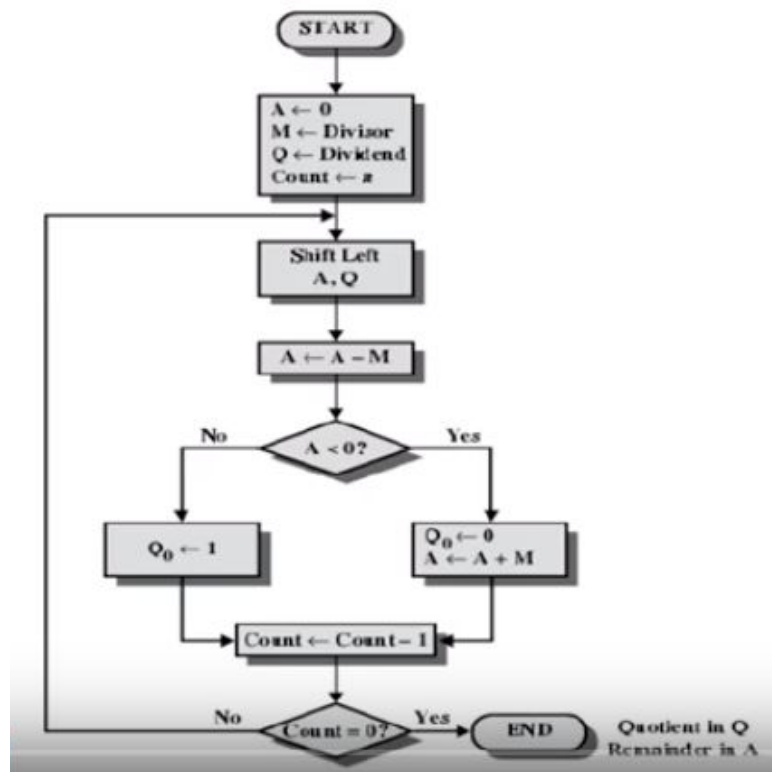 START
A ← 0
M ← Divisor
Q ← Dividend
Count ← n
Shift Left
A, Q
A ← A − M
No
Yes
A < 0?
Q₀ ← 1
Q₀ ← 0
A ← A + M
Count ← Count − 1
No
Yes
Count = 0?
END
Quotient in Q
Remainder in A